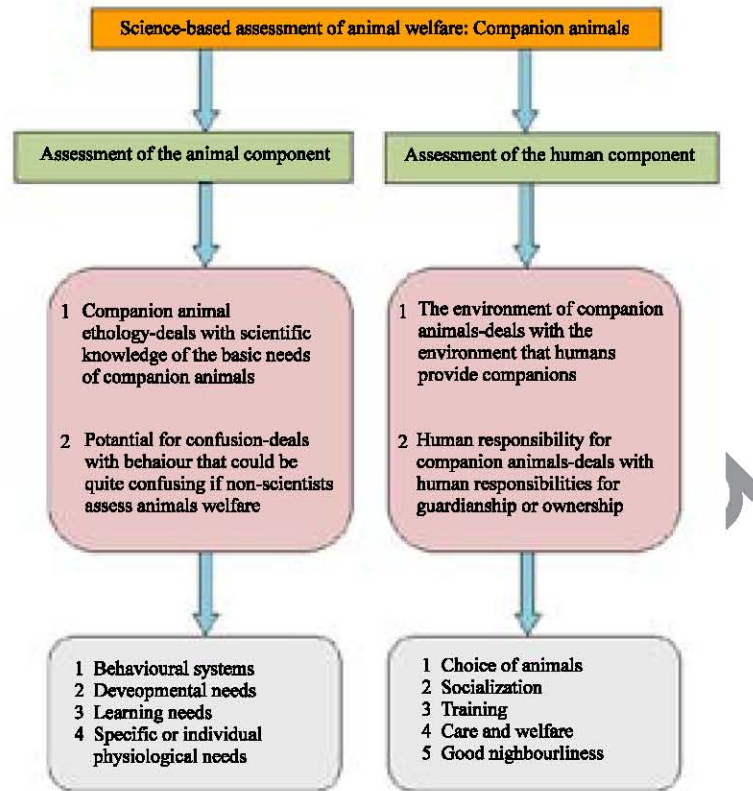 Science-based assessment of animal welfare: Companion animals
Assessment of the animal component
Assessment of the human component
1 Companion animal
ethology-deals with scientific
knowledge of the basic needs
of companion animals
2 Potential for confusion-deals
with behaiour that could be
quite confusing if non-scientists
assess animals welfare
1 The environment of companion
animals-deals with the
environment that humans
provide companions
2 Human responsibility for
companion animals-deals with
human responsibilities for
guardianship or ownership
1 Behavioural systems
2 Deveopmental needs
3 Learning needs
4 Specific or individual
physiological needs
1 Choice of animals
2 Socialization
3 Training
4 Care and welfare
5 Good nighbourliness